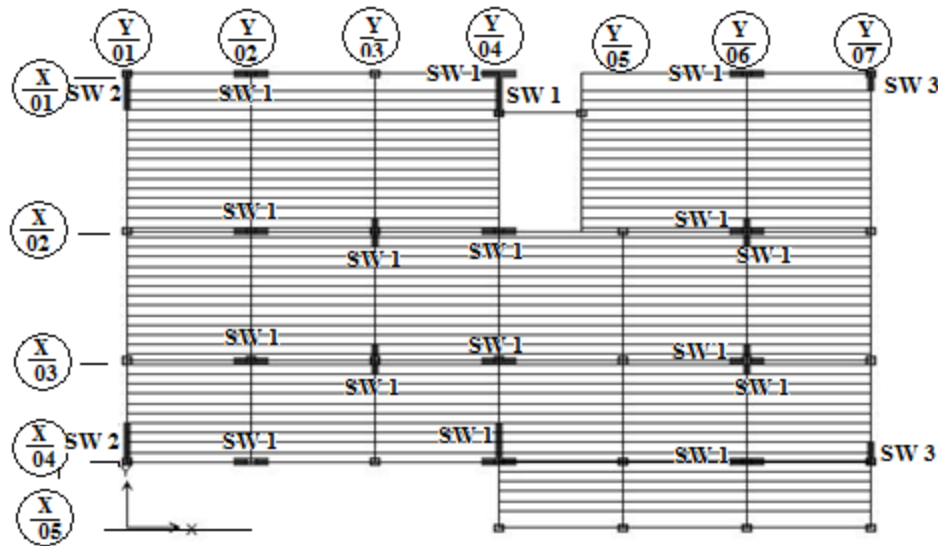 Y Y Y Y Y Y Y
01 02 03 04 05 06 07
SW 1 SW 1
X
01
SW 2 SW 1 SW 1 SW 3
SW 1
X
02
SW 1
SW 1 SW 1 SW 1
SW 1 SW 1 SW 1
X
03
SW 1 SW 1
SW 1
X
04
SW 2 SW 1 SW 1
SW 1 SW 3
Y
X
05
X